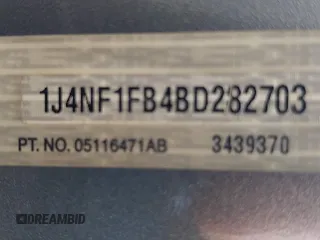 1J4NF1FB4BD282703
PT. NO. 05116471AB 3439370
DREAMBID